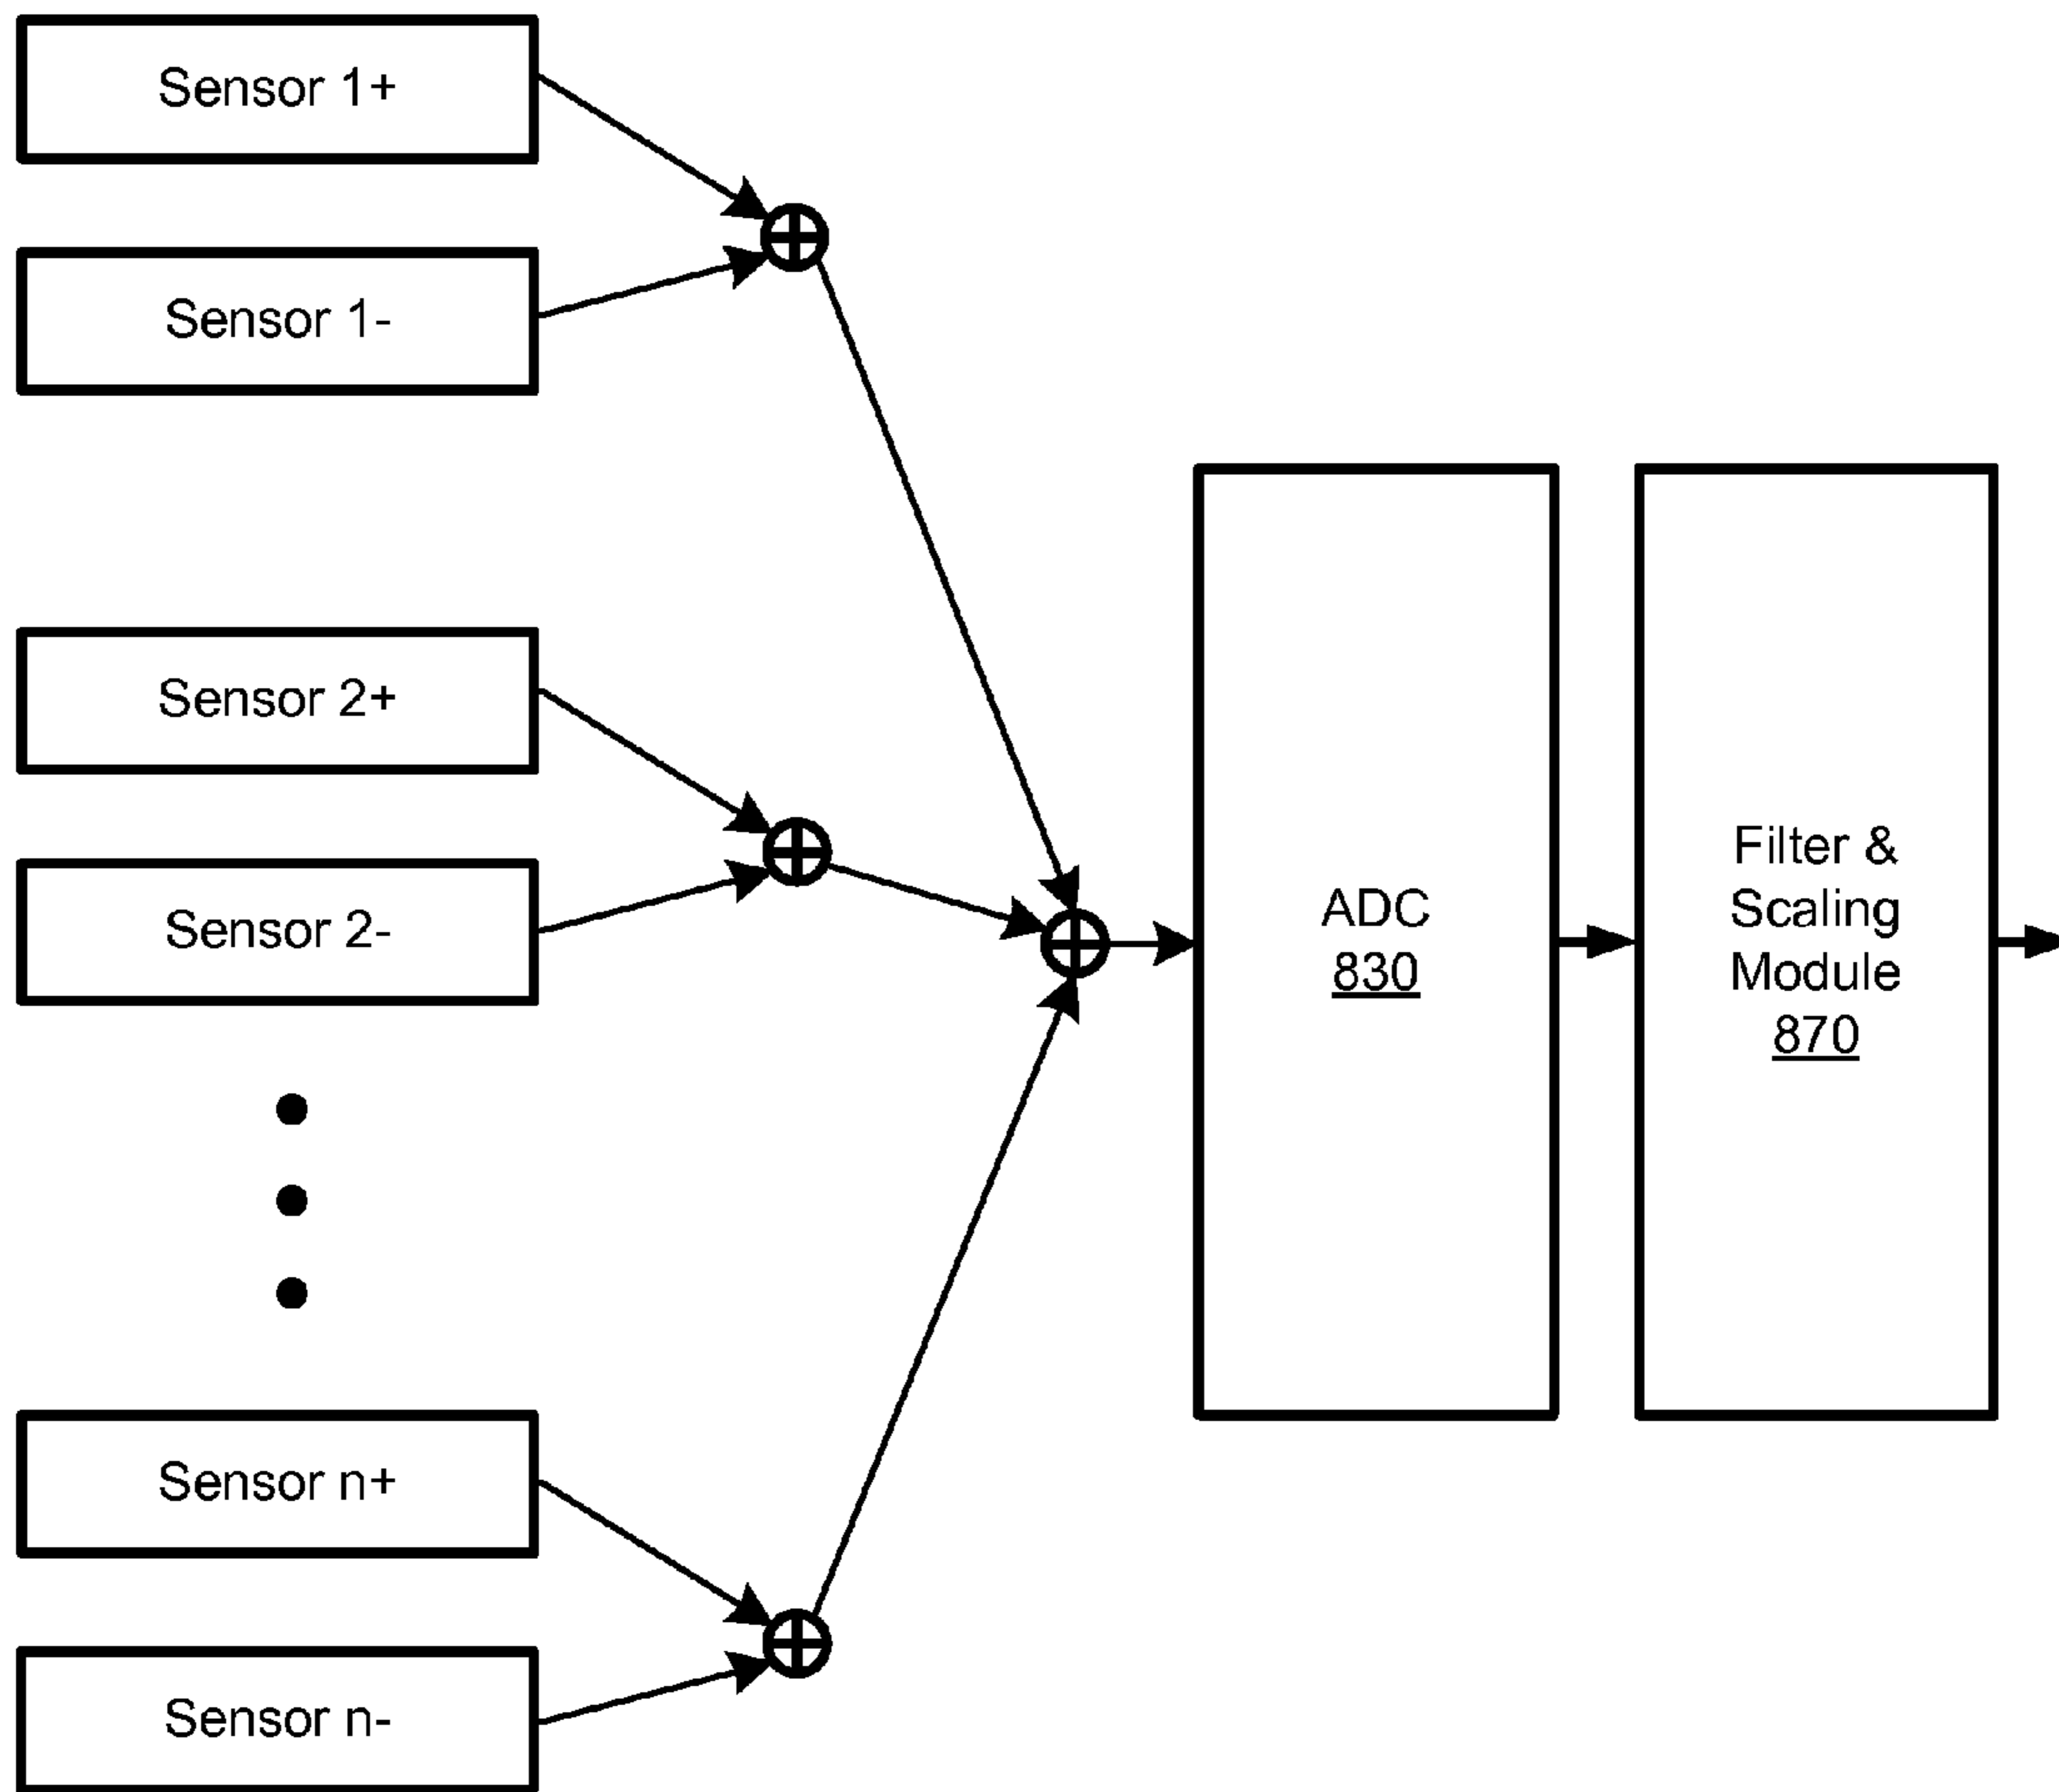 Sensor 1+
Sensor 1-
Sensor 2+
Sensor 2-
Sensor n+
Sensor n-
ADC
830
Filter &
Scaling
Module
870